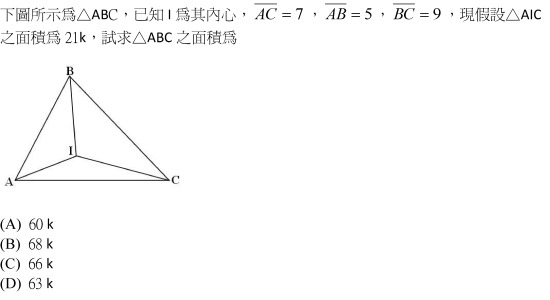 下圖所示爲△ABC，已知 I 爲其內心， $\overline{AC}=7$ ， $\overline{AB}=5$ ， $\overline{BC}=9$ ，現假設△AIC
之面積爲 21k，試求△ABC 之面積爲
B
I
A
C
(A) 60 k
(B) 68 k
(C) 66 k
(D) 63 k